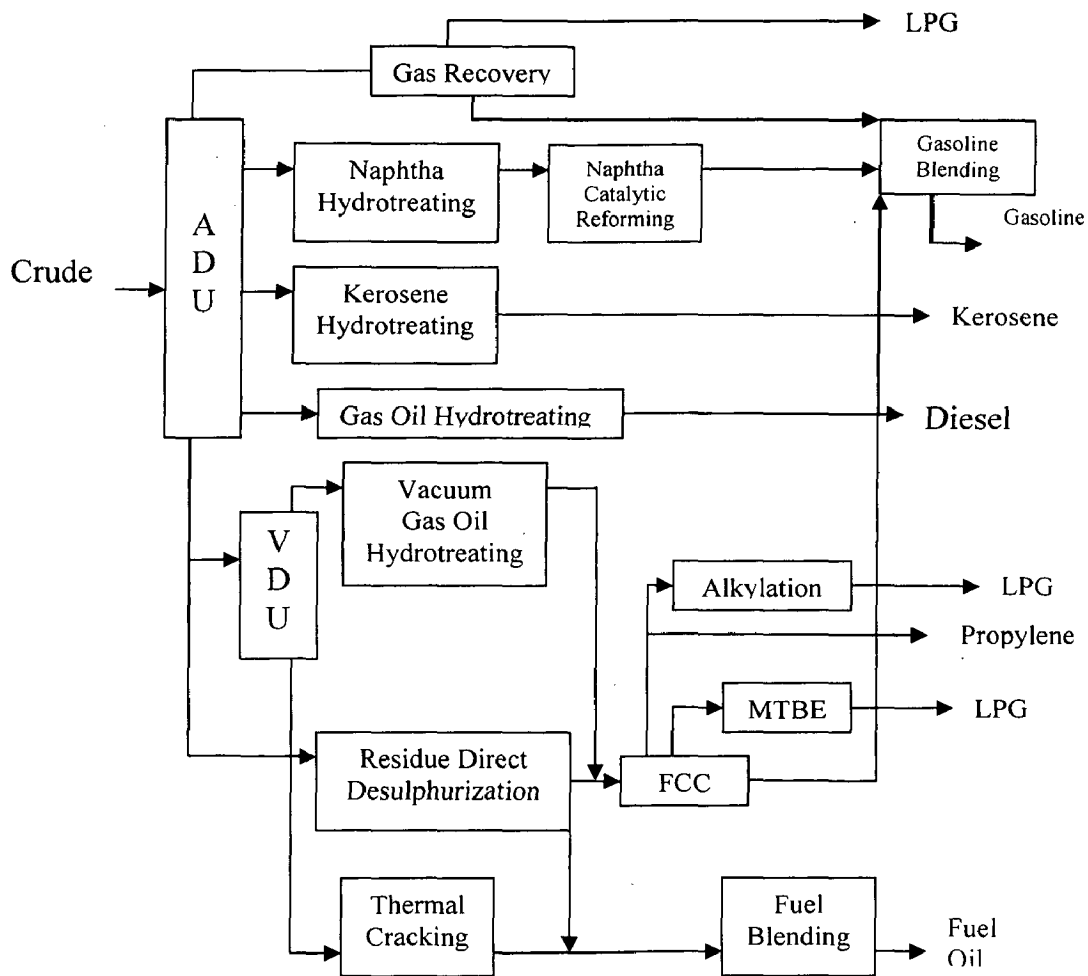 LPG
Gas Recovery
Gasoline
Blending
Naphtha
Hydrotreating
Naphtha
Catalytic
Reforming
Gasoline
A
D
U
Crude
Kerosene
Hydrotreating
Kerosene
Gas Oil Hydrotreating
Diesel
Vacuum
Gas Oil
Hydrotreating
V
D
U
Alkylation
LPG
Propylene
MTBE
LPG
Residue Direct
Desulphurization
FCC
Thermal
Cracking
Fuel
Blending
Fuel
Oil